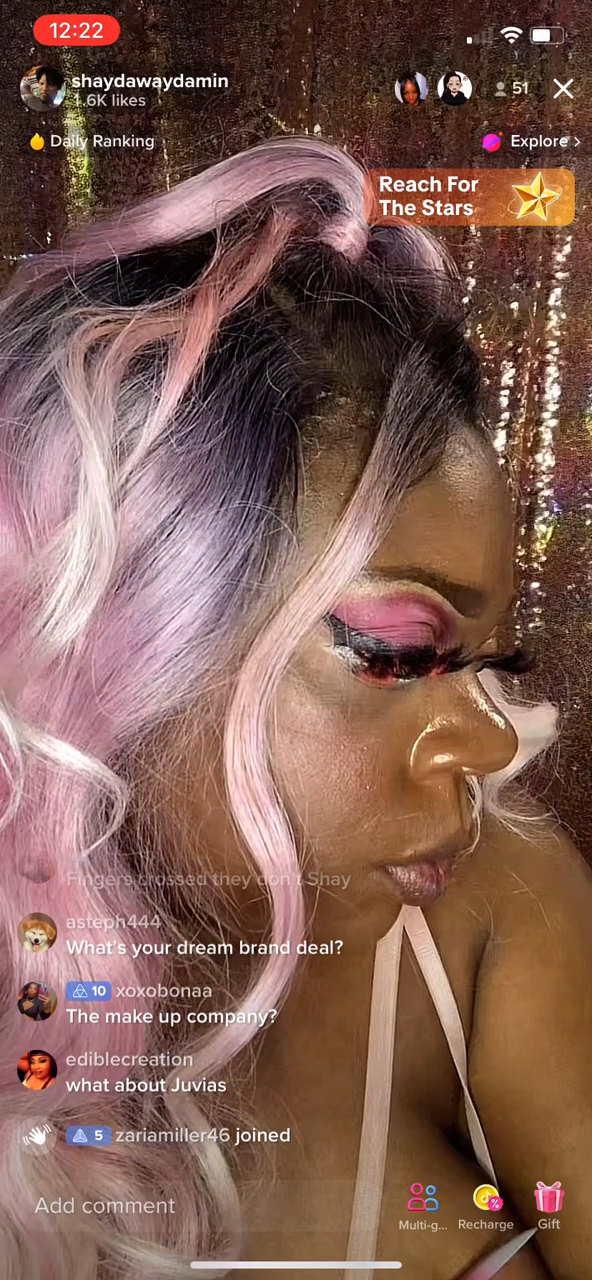 12:22
shaydawaydamin
1.6K likes
51
Daily Ranking
Explore >
Reach For
The Stars
Fingers crossed they don't Shay
asteph444
What's your dream brand deal?
10 xoxobonaa
The make up company?
ediblecreation
what about Juvias
5 zariamiller46 joined
Add comment
Multi-g...
Recharge
Gift